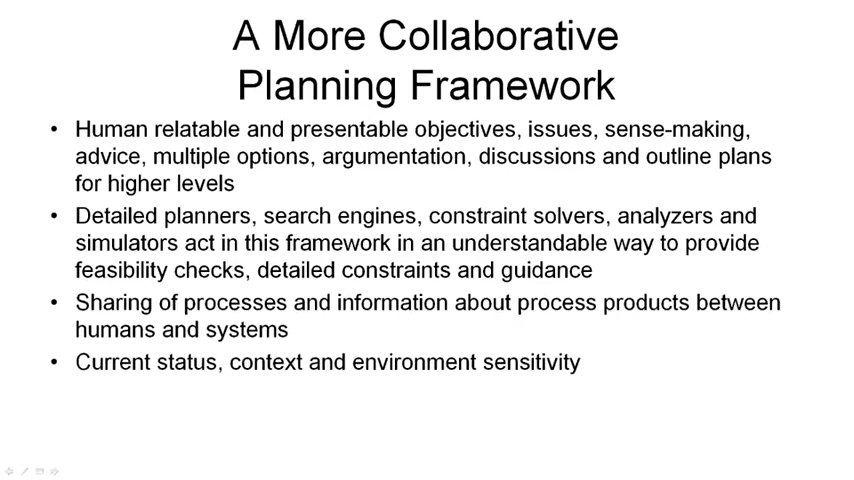 A More Collaborative
Planning Framework
• Human relatable and presentable objectives, issues, sense-making,
advice, multiple options, argumentation, discussions and outline plans
for higher levels
• Detailed planners, search engines, constraint solvers, analyzers and
simulators act in this framework in an understandable way to provide
feasibility checks, detailed constraints and guidance
• Sharing of processes and information about process products between
humans and systems
• Current status, context and environment sensitivity